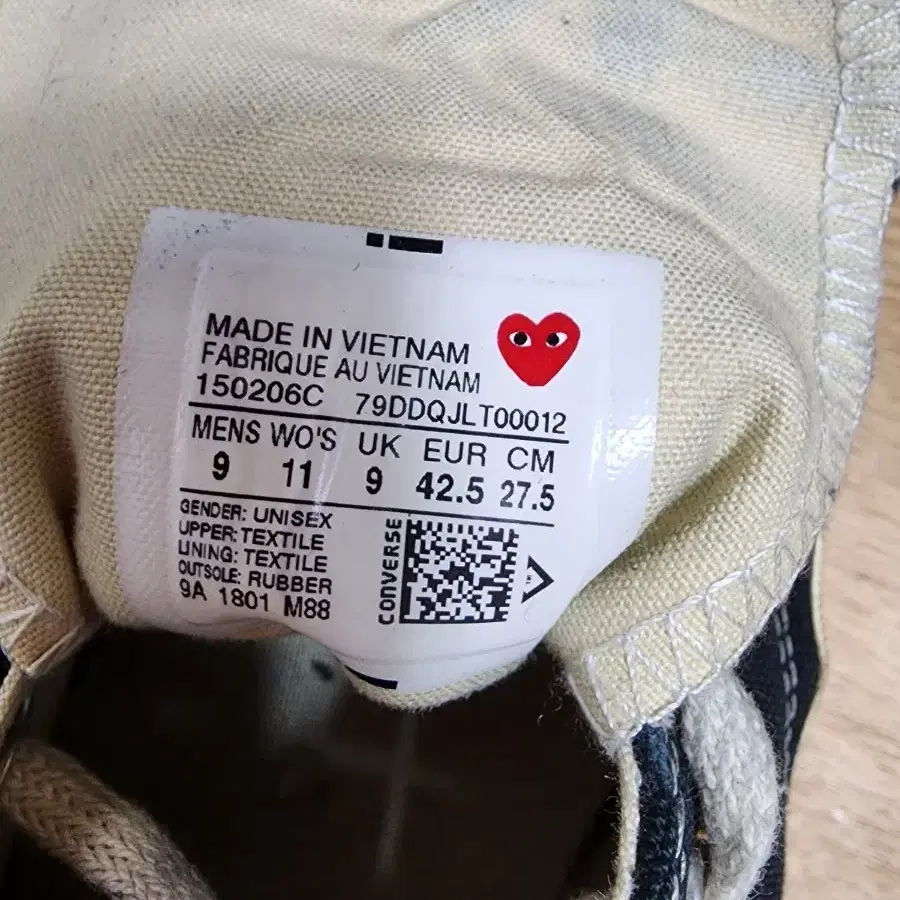 MADE IN VIETNAM
FABRIQUE AU VIETNAM
150206C 79DDQJLT00012
MENS WO'S UK EUR CM
9 11 9 42.5 27.5
GENDER: UNISEX
UPPER: TEXTILE
LINING: TEXTILE
OUTSOLE: RUBBER
9A 1801 M88
CONVERSE
TM